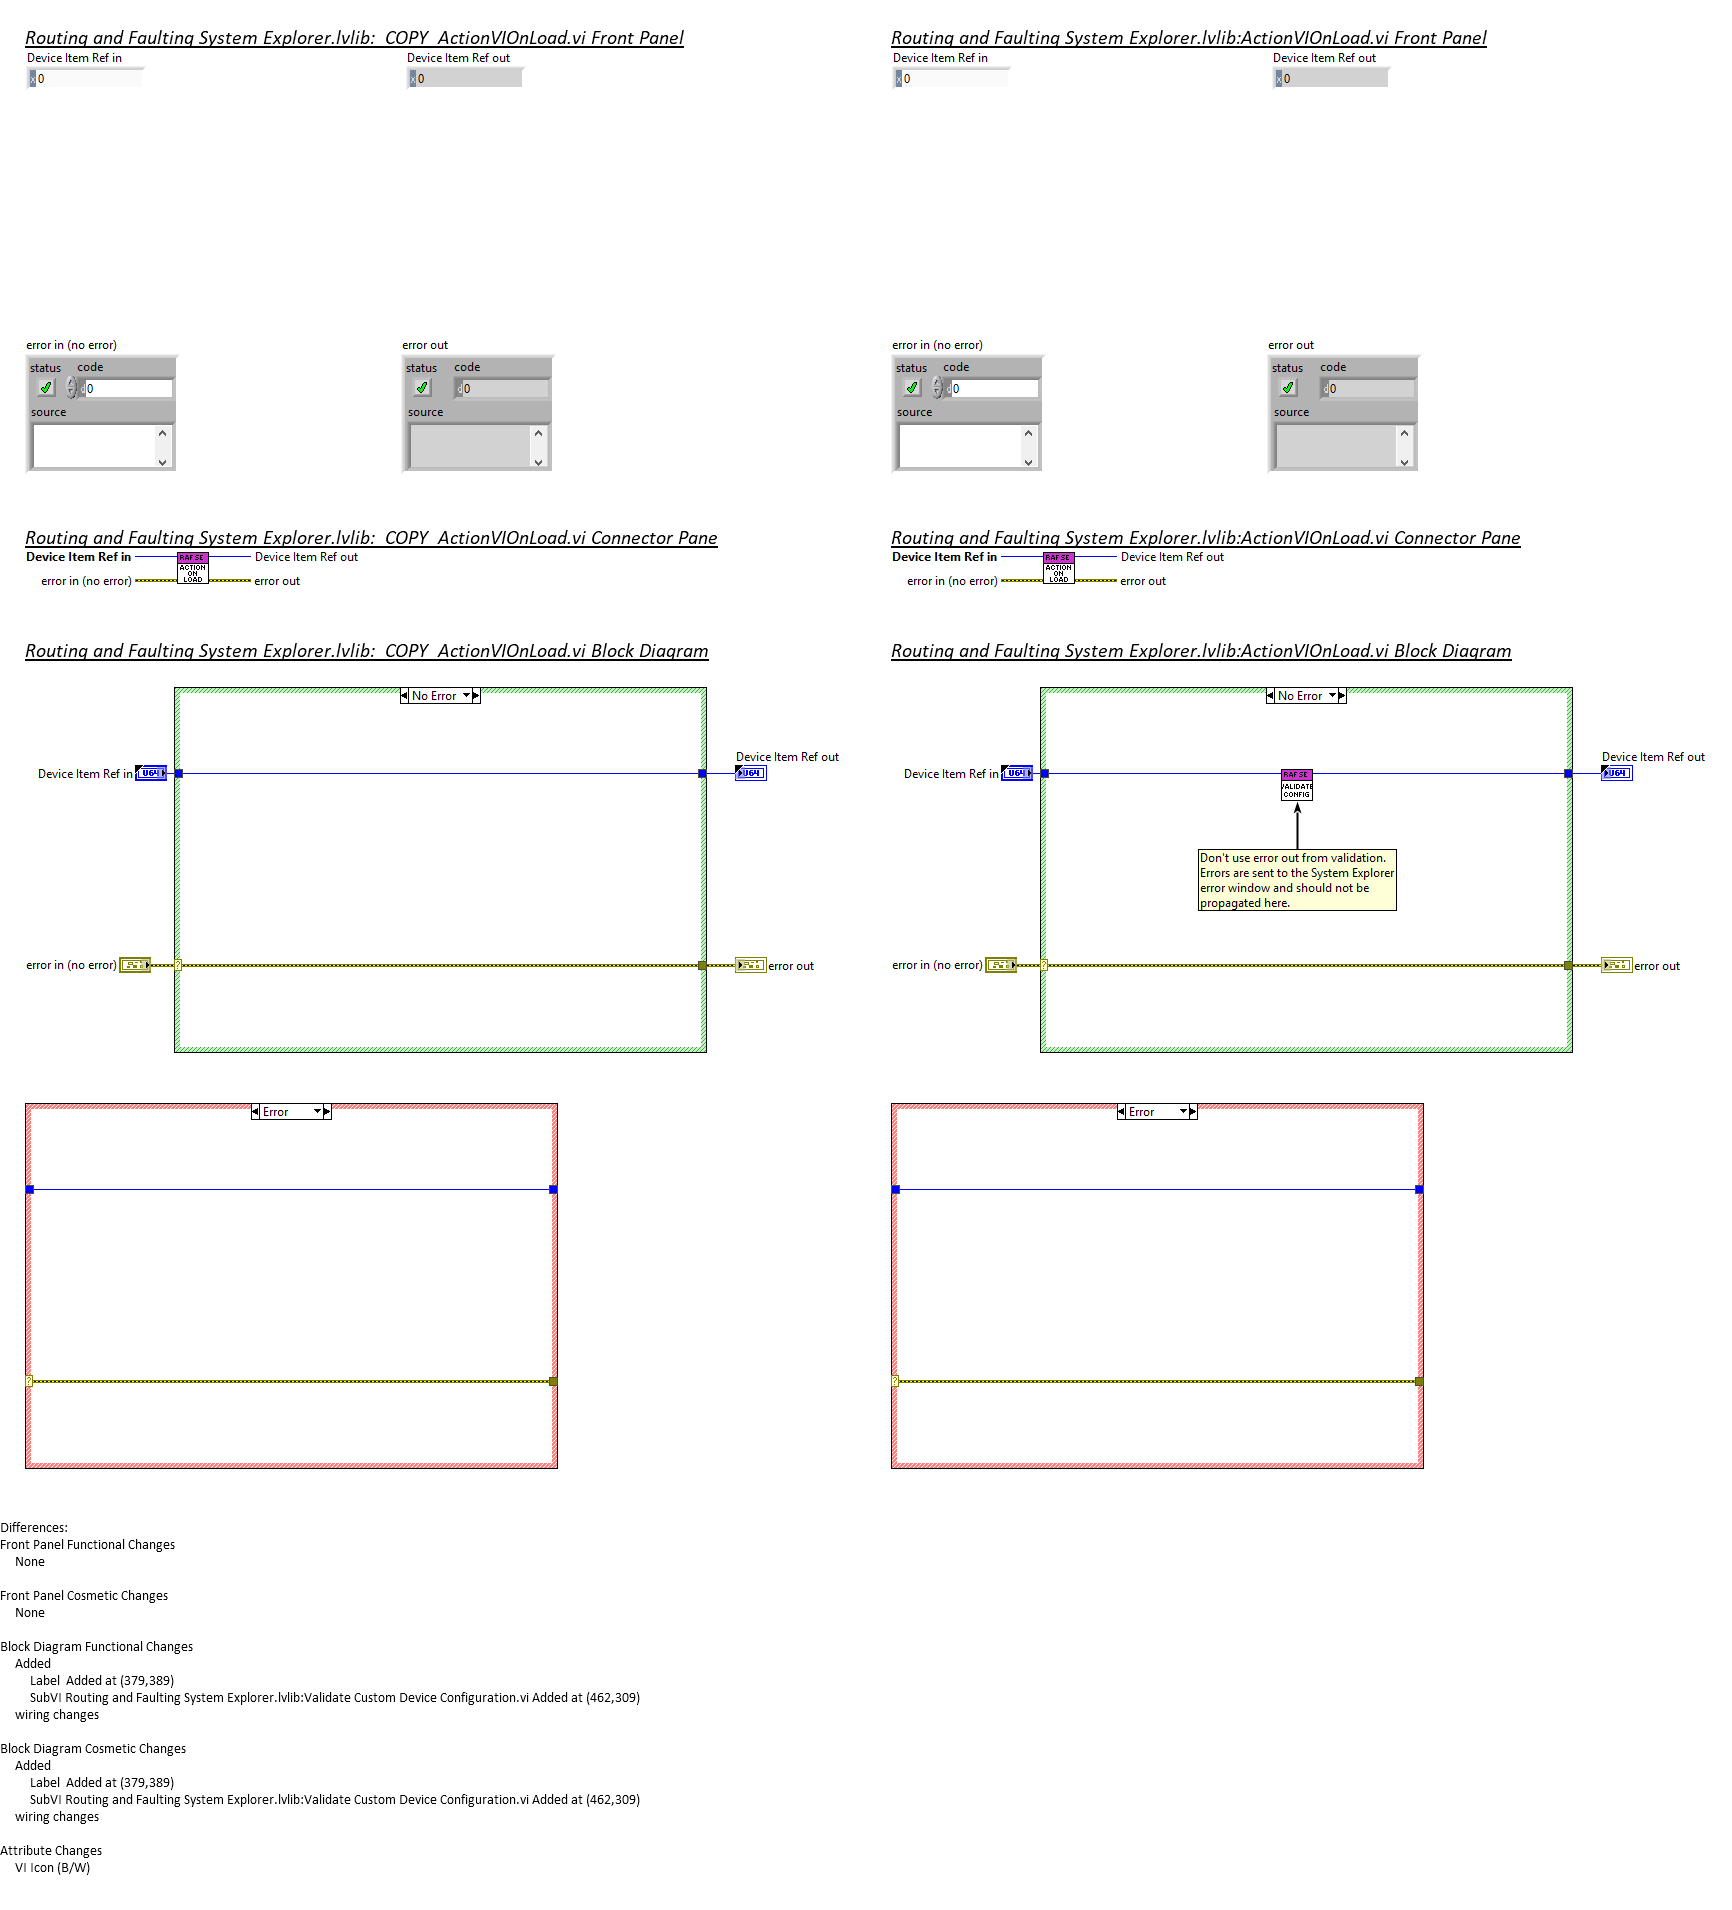 Routing and Faulting System Explorer.lvlib:_COPY_ActionVIOnLoad.vi Front Panel
Device Item Ref in
Device Item Ref out
x 0
x 0
error in (no error)
error out
status
code
status
code
d 0
d 0
source
source
Routing and Faulting System Explorer.lvlib:_COPY_ActionVIOnLoad.vi Connector Pane
Device Item Ref in
RAFSE
ACTION
ON
LOAD
Device Item Ref out
error in (no error)
error out
Routing and Faulting System Explorer.lvlib:_COPY_ActionVIOnLoad.vi Block Diagram
No Error
Device Item Ref in
U64
Device Item Ref out
U64
error in (no error)
?
error out
Error
?
Routing and Faulting System Explorer.lvlib:ActionVIOnLoad.vi Front Panel
Device Item Ref in
Device Item Ref out
x 0
x 0
error in (no error)
error out
status
code
status
code
d 0
d 0
source
source
Routing and Faulting System Explorer.lvlib:ActionVIOnLoad.vi Connector Pane
Device Item Ref in
RAFSE
ACTION
ON
LOAD
Device Item Ref out
error in (no error)
error out
Routing and Faulting System Explorer.lvlib:ActionVIOnLoad.vi Block Diagram
No Error
Device Item Ref in
U64
RAFSE
VALIDATE
CONFIG
Device Item Ref out
U64
Don't use error out from validation.
Errors are sent to the System Explorer
error window and should not be
propagated here.
error in (no error)
?
error out
Error
?
Differences:
Front Panel Functional Changes
None
Front Panel Cosmetic Changes
None
Block Diagram Functional Changes
Added
Label  Added at (379,389)
SubVI Routing and Faulting System Explorer.lvlib:Validate Custom Device Configuration.vi Added at (462,309)
wiring changes
Block Diagram Cosmetic Changes
Added
Label  Added at (379,389)
SubVI Routing and Faulting System Explorer.lvlib:Validate Custom Device Configuration.vi Added at (462,309)
wiring changes
Attribute Changes
VI Icon (B/W)